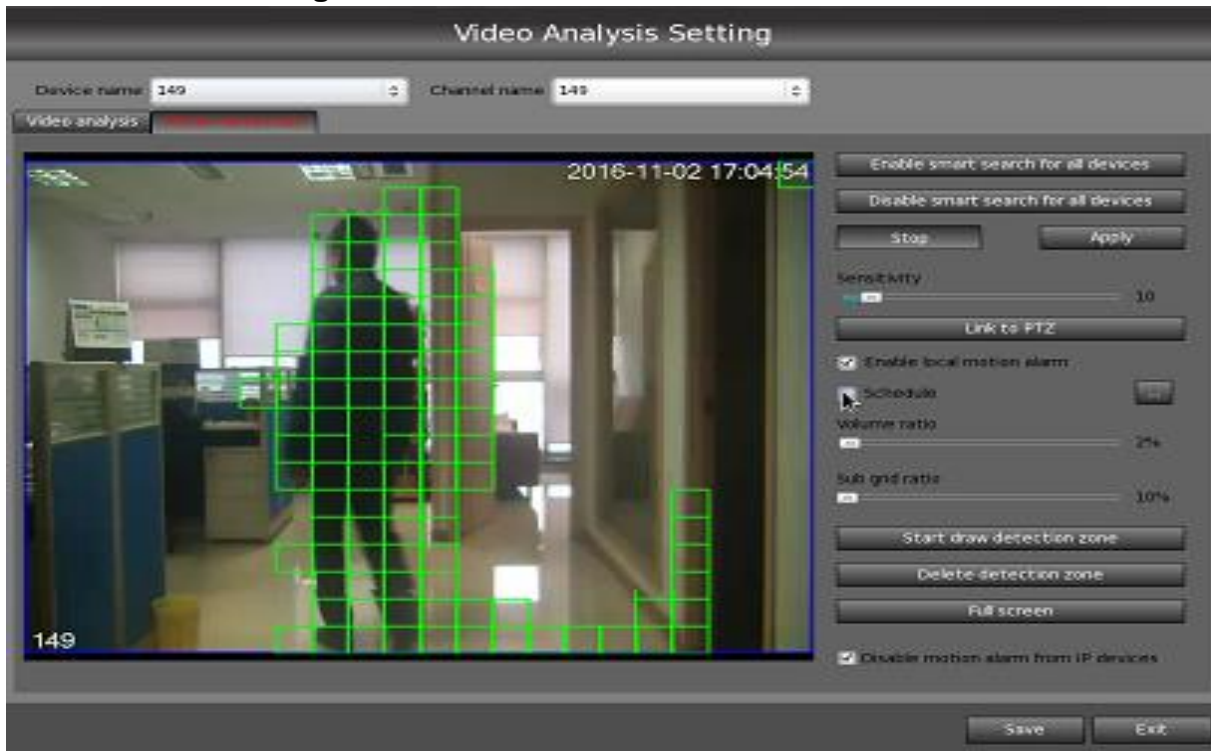 Video Analysis Setting
Device name 149 Channel name 149
Video analysis
2016-11-02 17:04:54
149
Enable smart search for all devices
Disable smart search for all devices
Stop Apply
Sensitivity
10
Link to PTZ
Enable local motion alarm
Schedule
Volume ratio
2%
Sub grid ratio
10%
Start draw detection zone
Delete detection zone
Full screen
Disable motion alarm from IP devices
Save Exit